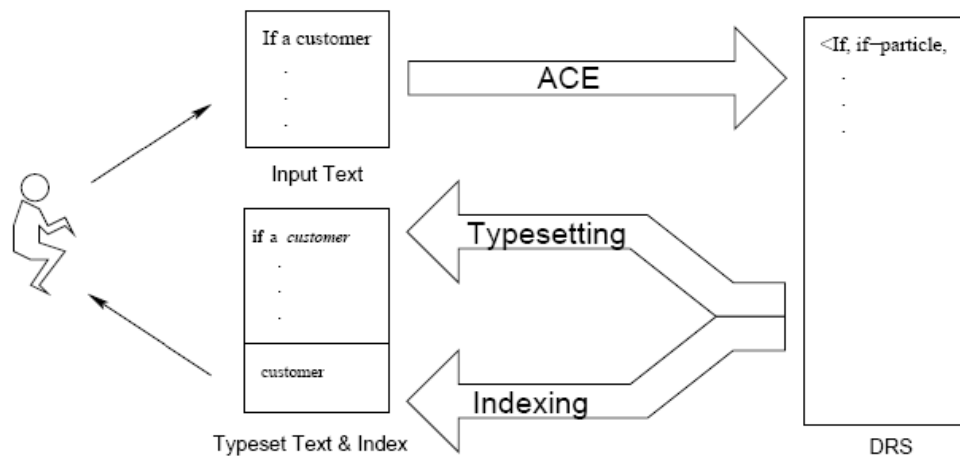 If a customer
.
.
.
Input Text
ACE
<If, if−particle,
.
.
.
Typesetting
if a customer
.
.
.
customer
Indexing
Typeset Text & Index
DRS